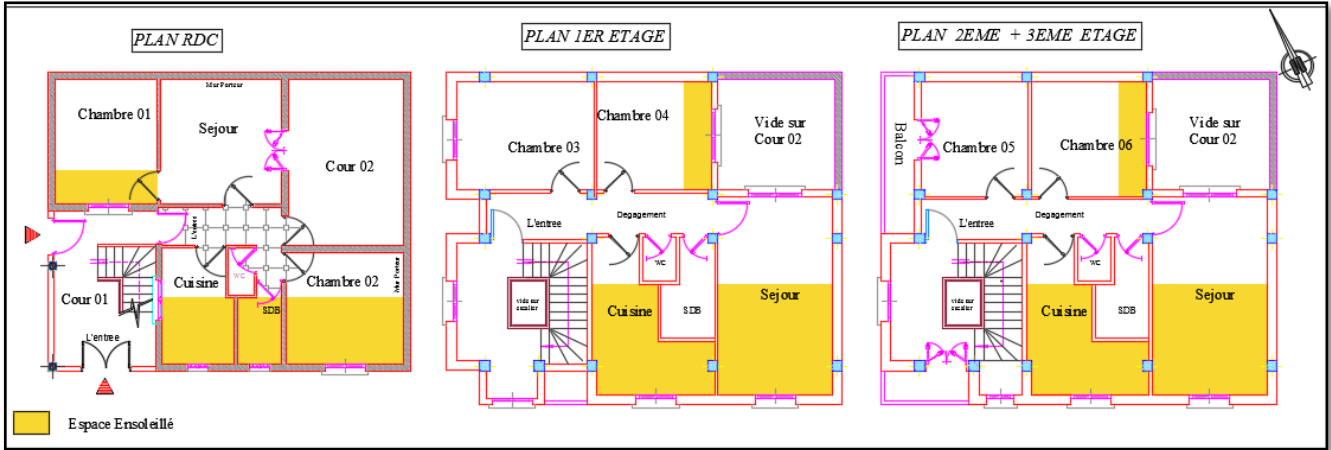 PLAN RDC
Mur Porteur
Chambre 01
Sejour
Cour 02
L'entree
Cuisine
WC
Chambre 02
Mur Porteur
Cour 01
SDB
L'entree
PLAN 1ER ETAGE
Chambre 03
Chambre 04
Vide sur
Cour 02
L'entree
Degagement
WC
vide sur
escalier
Cuisine
SDB
Sejour
PLAN 2EME + 3EME ETAGE
Balcon
Chambre 05
Chambre 06
Vide sur
Cour 02
L'entree
Degagement
WC
vide sur
escalier
Cuisine
SDB
Sejour
Espace Ensoleillé